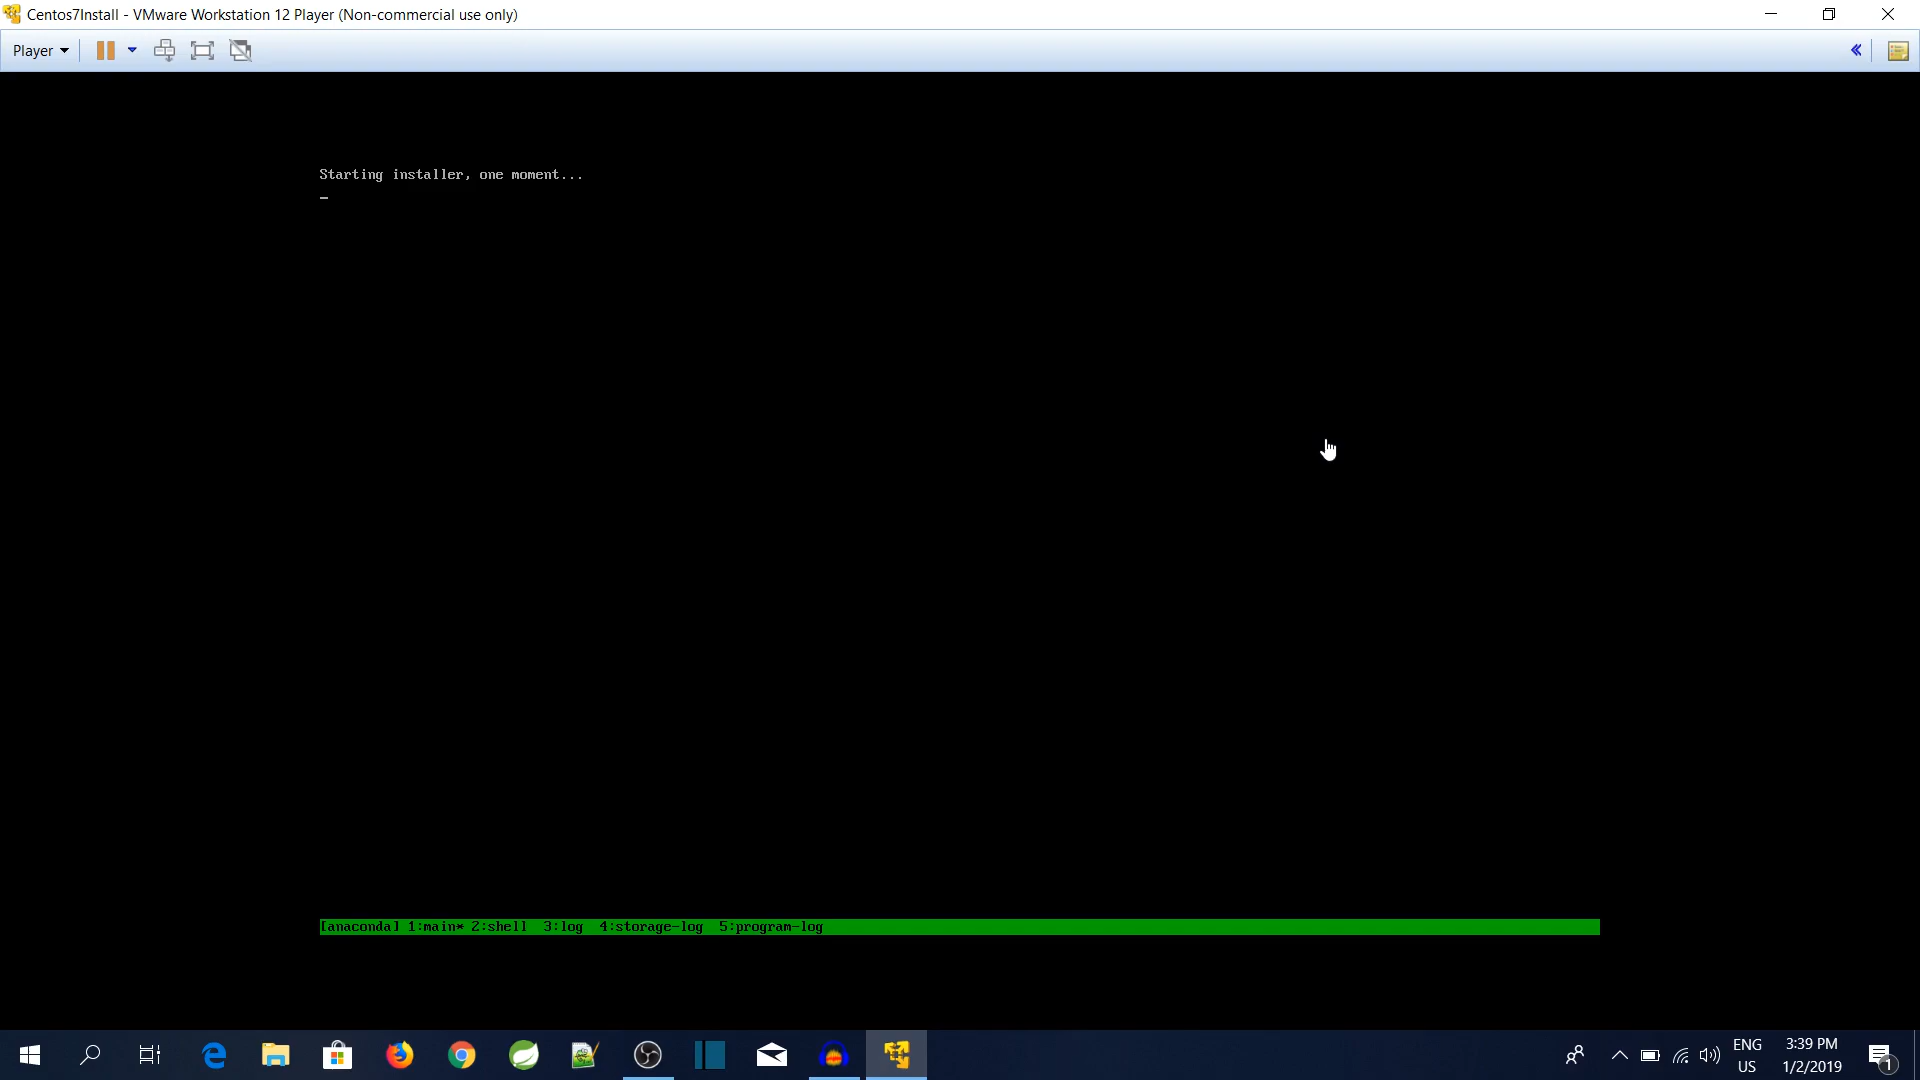 Centos7Install - VMware Workstation 12 Player (Non-commercial use only)
Player
Starting installer, one moment...
[anaconda] 1:main* 2:shell  3:log  4:storage-log  5:program-log
ENG
US
3:39 PM
1/2/2019
1